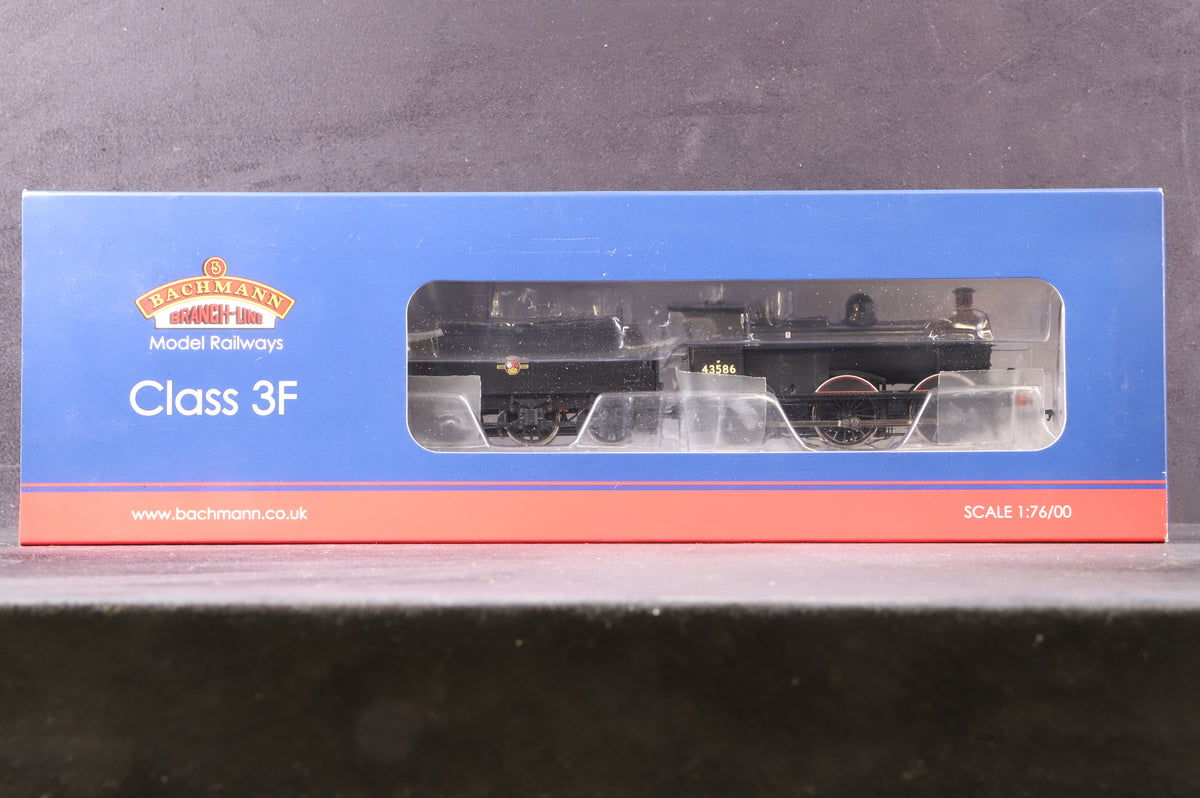 BACHMANN
BRANCH-LINE
Model Railways
Class 3F
43586
www.bachmann.co.uk
SCALE 1:76/00